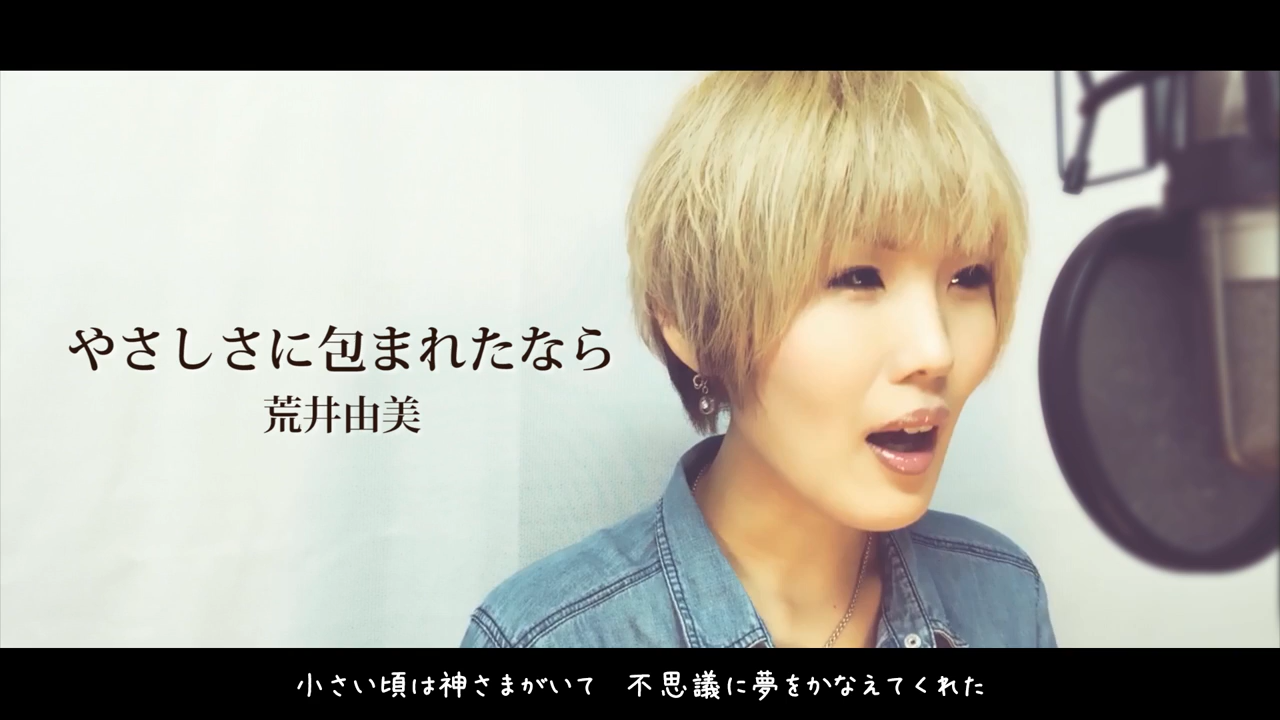 やさしさに包まれたなら
荒井由美
小さい頃は神さまがいて　不思議に夢をかなえてくれた